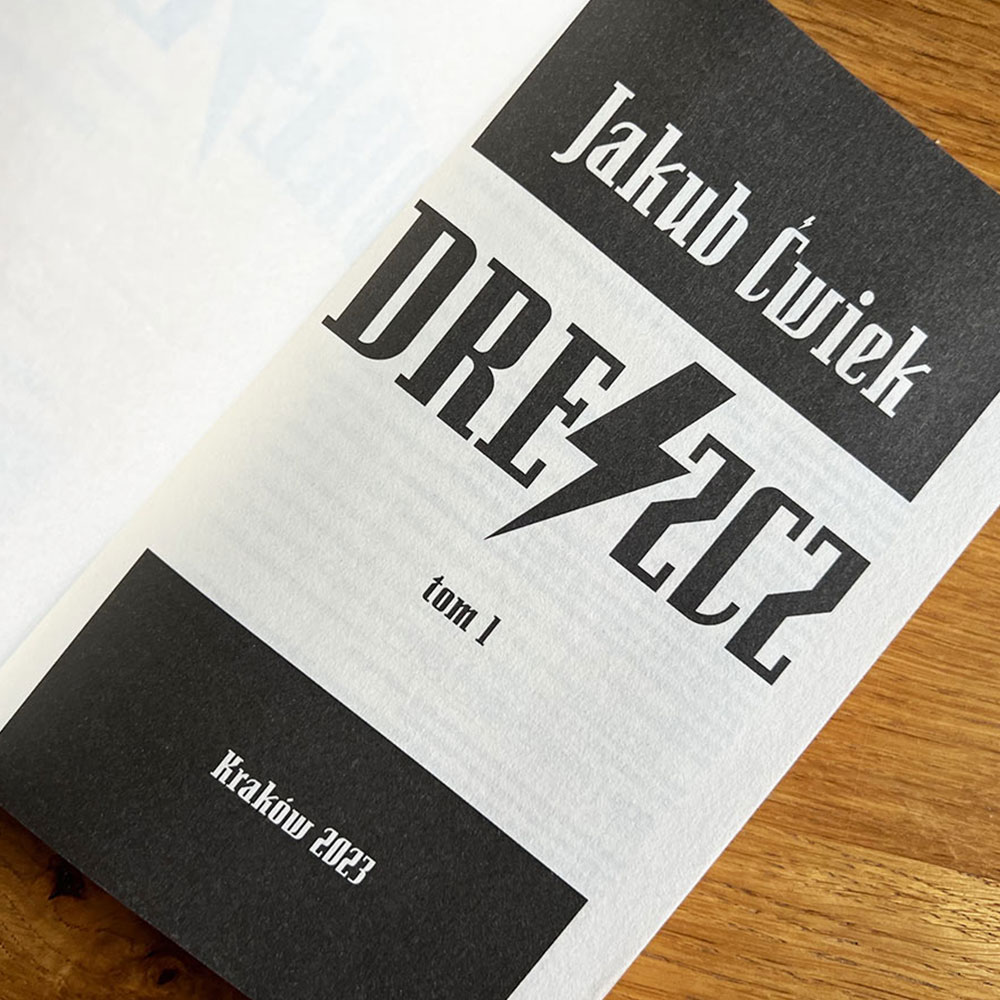 Jakub Ćwiek
DRESZCZ
tom 1
Kraków 2023